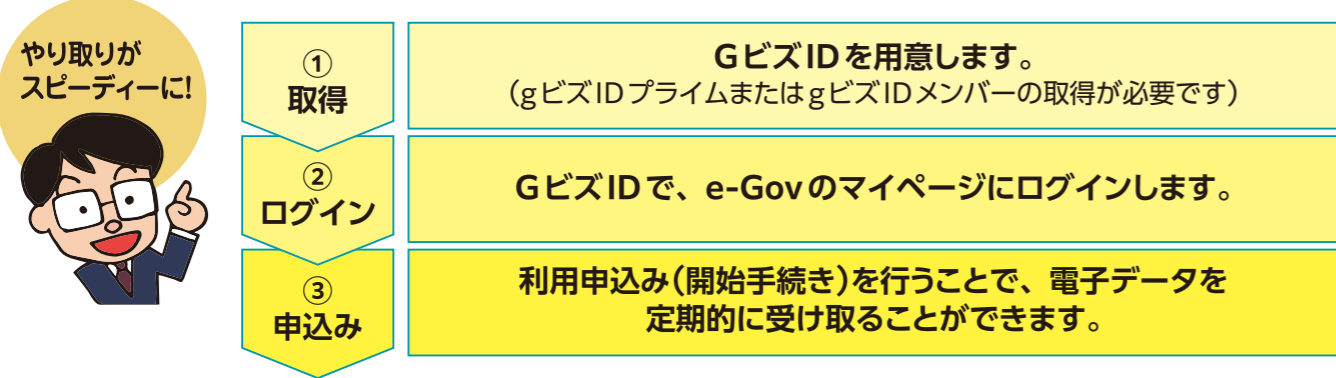 やり取りが
スピーディーに!
①
取得
GビズIDを用意します。
(gビズIDプライムまたはgビズIDメンバーの取得が必要です)
②
ログイン
GビズIDで、e-Govのマイページにログインします。
③
申込み
利用申込み(開始手続き)を行うことで、電子データを
定期的に受け取ることができます。